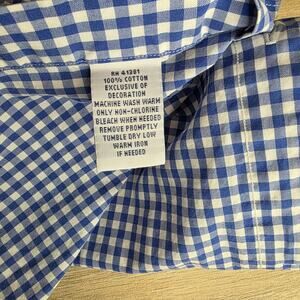 RN 41381
100% COTTON
EXCLUSIVE OF
DECORATION
MACHINE WASH WARM
ONLY NON-CHLORINE
BLEACH WHEN NEEDED
REMOVE PROMPTLY
TUMBLE DRY LOW
WARM IRON
IF NEEDED